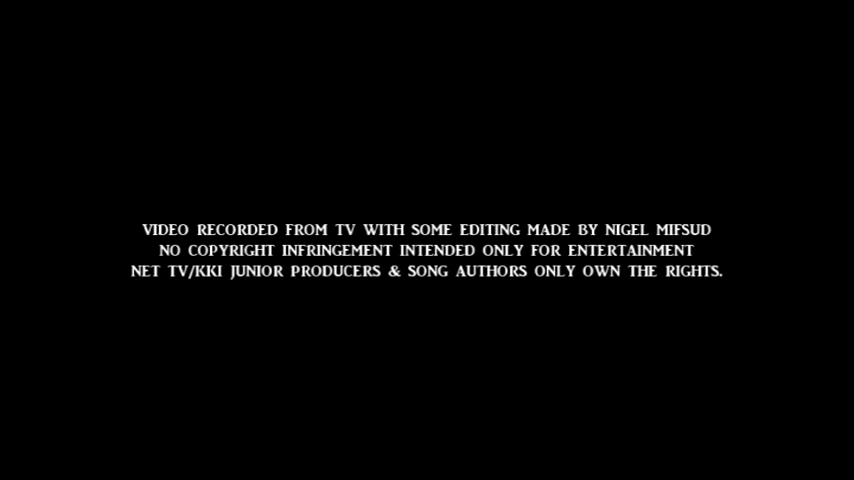 VIDEO RECORDED FROM TV WITH SOME EDITING MADE BY NIGEL MIFSUD
NO COPYRIGHT INFRINGEMENT INTENDED ONLY FOR ENTERTAINMENT
NET TV/KKI JUNIOR PRODUCERS & SONG AUTHORS ONLY OWN THE RIGHTS.